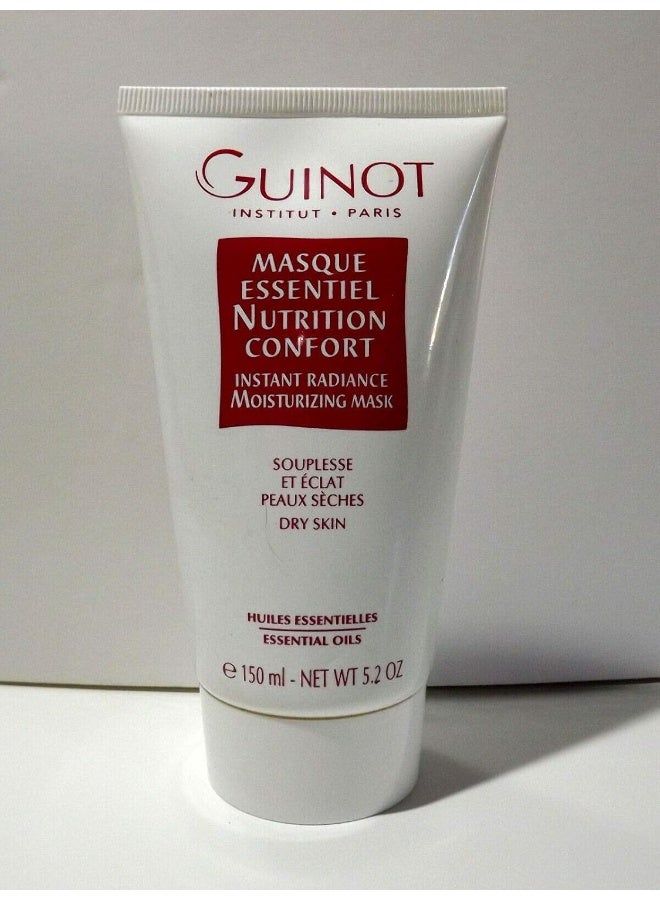 GUINOT
INSTITUT • PARIS
MASQUE
ESSENTIEL
NUTRITION
CONFORT
INSTANT RADIANCE
MOISTURIZING MASK
SOUPLESSE
ET ÉCLAT
PEAUX SÈCHES
DRY SKIN
HUILES ESSENTIELLES
ESSENTIAL OILS
℮ 150 ml - NET WT 5.2 OZ